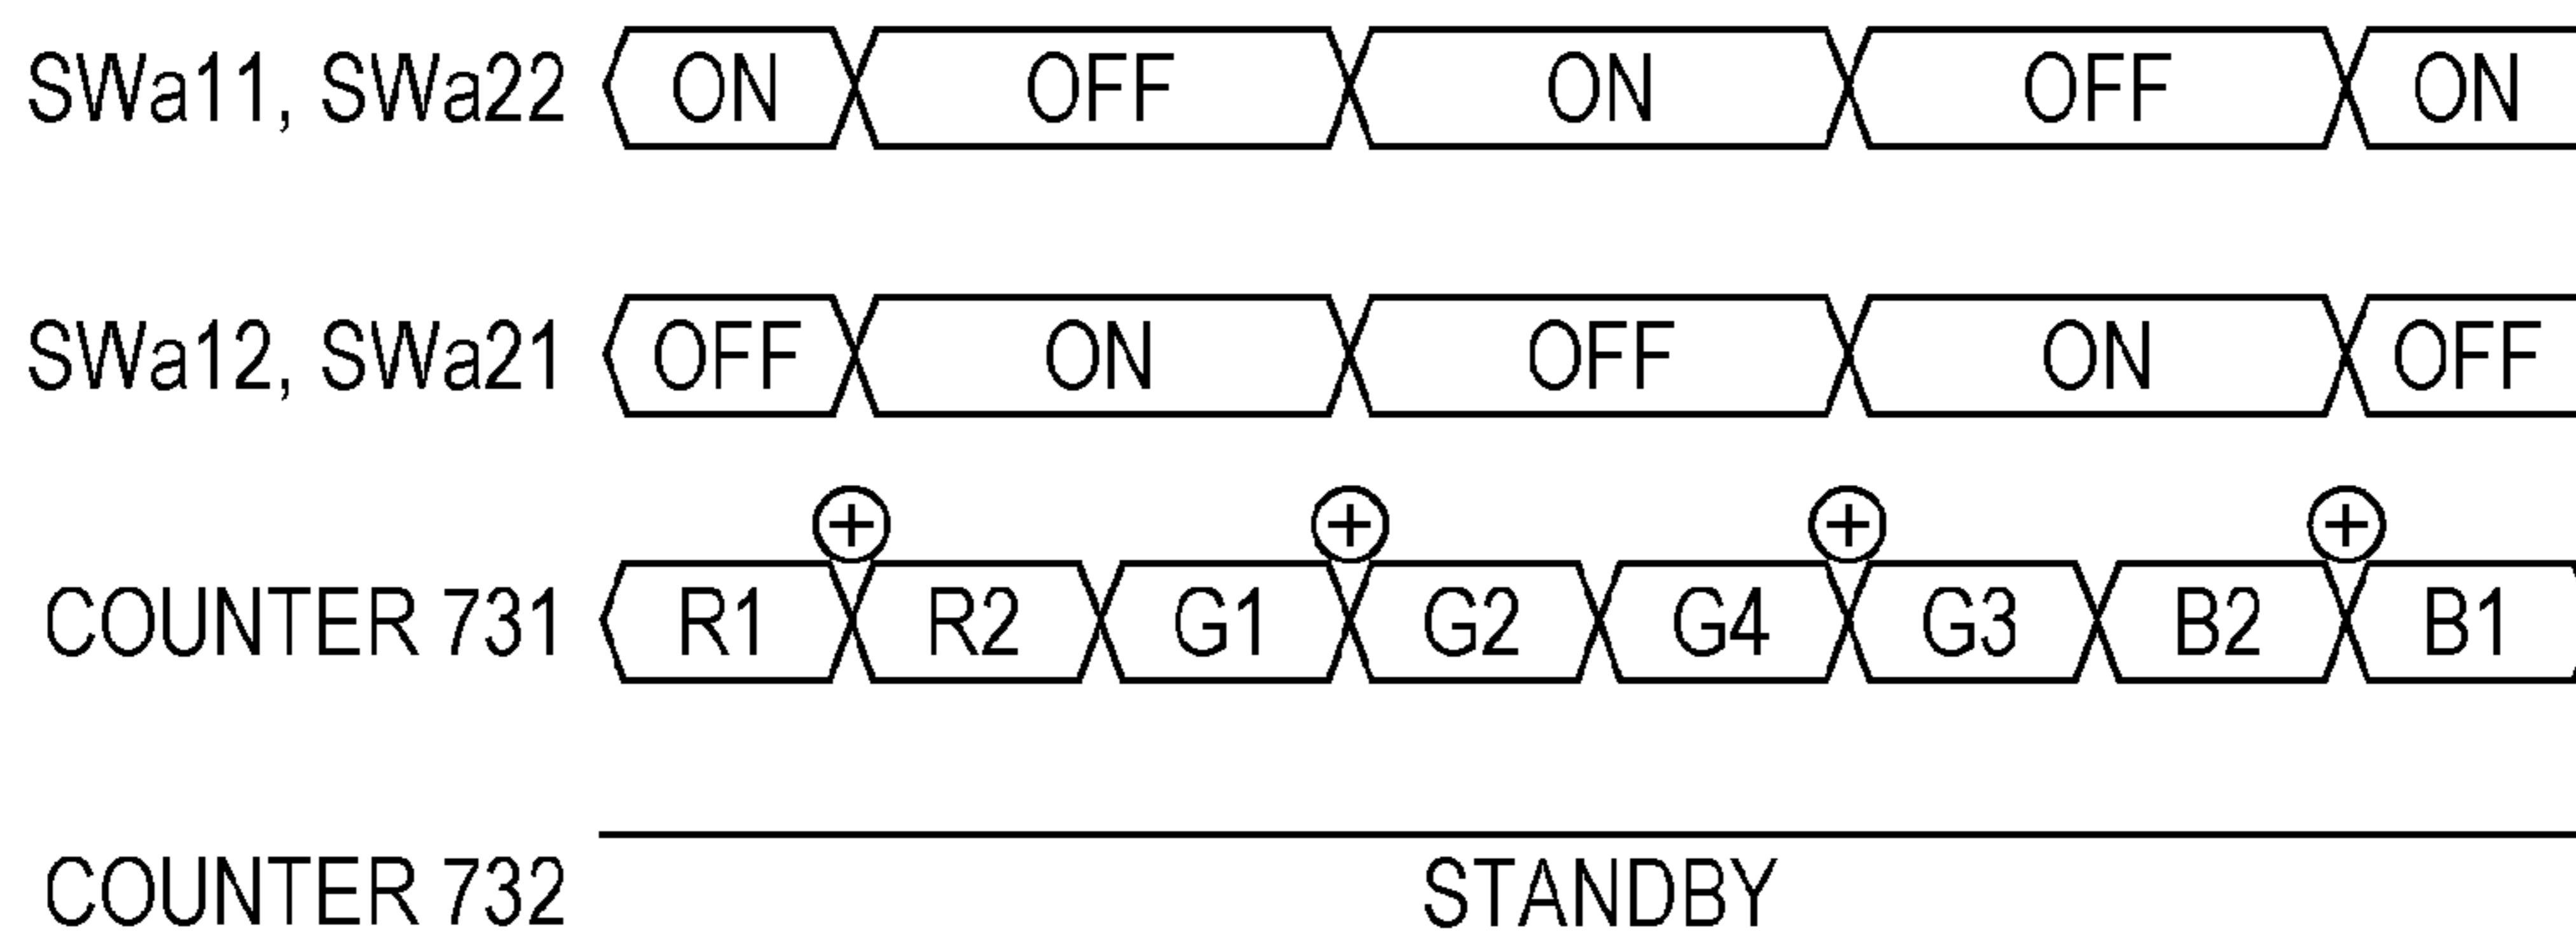 SWa11, SWa22 ON OFF ON OFF ON
SWa12, SWa21 OFF ON OFF ON OFF
+ + + +
COUNTER 731 R1 R2 G1 G2 G4 G3 B2 B1
COUNTER 732 STANDBY